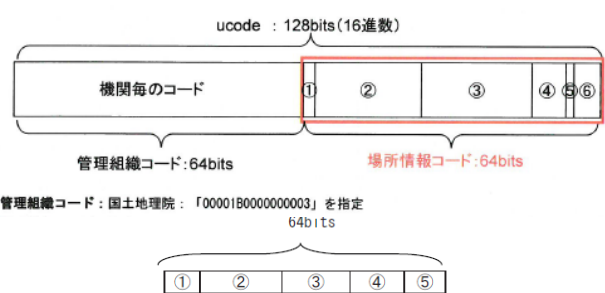 ucode : 128bits(16進数)
機関毎のコード ① ② ③ ④ ⑤ ⑥
管理組織コード:64bits 場所情報コード:64bits
管理組織コード:国土地理院:「00001B0000000003」を指定
64bits
① ② ③ ④ ⑤